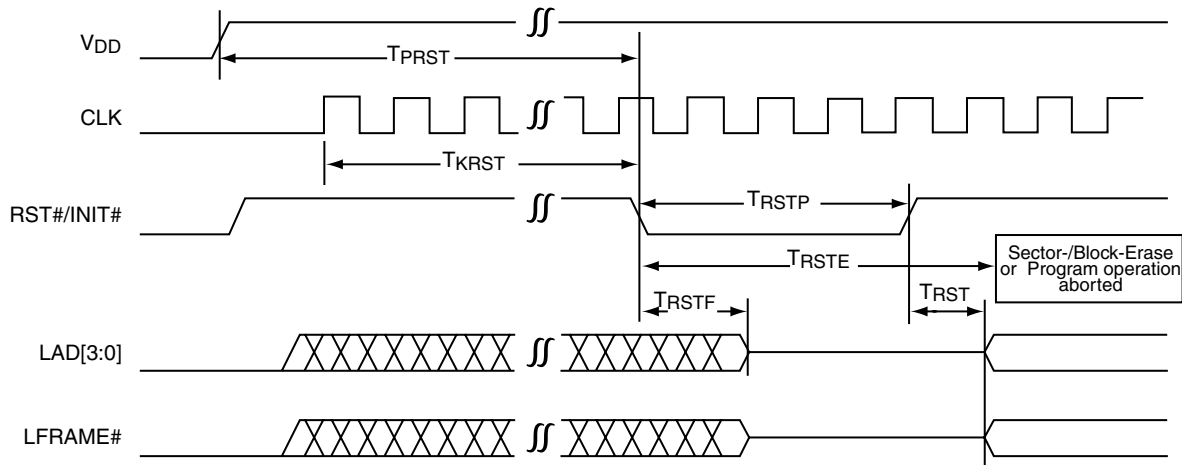 VDD
TPRST
CLK
TKRST
RST#/INIT#
TRSTP
TRSTE
Sector-/Block-Erase
or Program operation
aborted
TRSTF
TRST
LAD[3:0]
LFRAME#